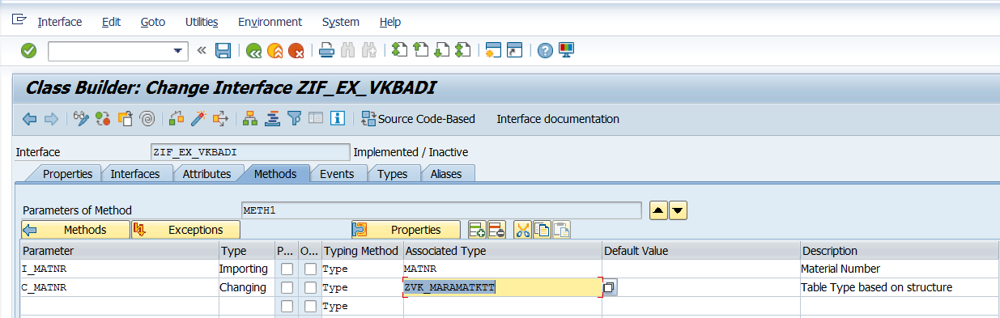 Interface Edit Goto Utilities Environment System Help
Class Builder: Change Interface ZIF_EX_VKBADI
Source Code-Based Interface documentation
Interface ZIF_EX_VKBADI Implemented / Inactive
Properties Interfaces Attributes Methods Events Types Aliases
Parameters of Method METH1
Methods Exceptions Properties
Parameter Type P... O... Typing Method Associated Type Default Value Description
I_MATNR Importing Type MATNR Material Number
C_MATNR Changing Type ZVK_MARAMATKTT Table Type based on structure
Type